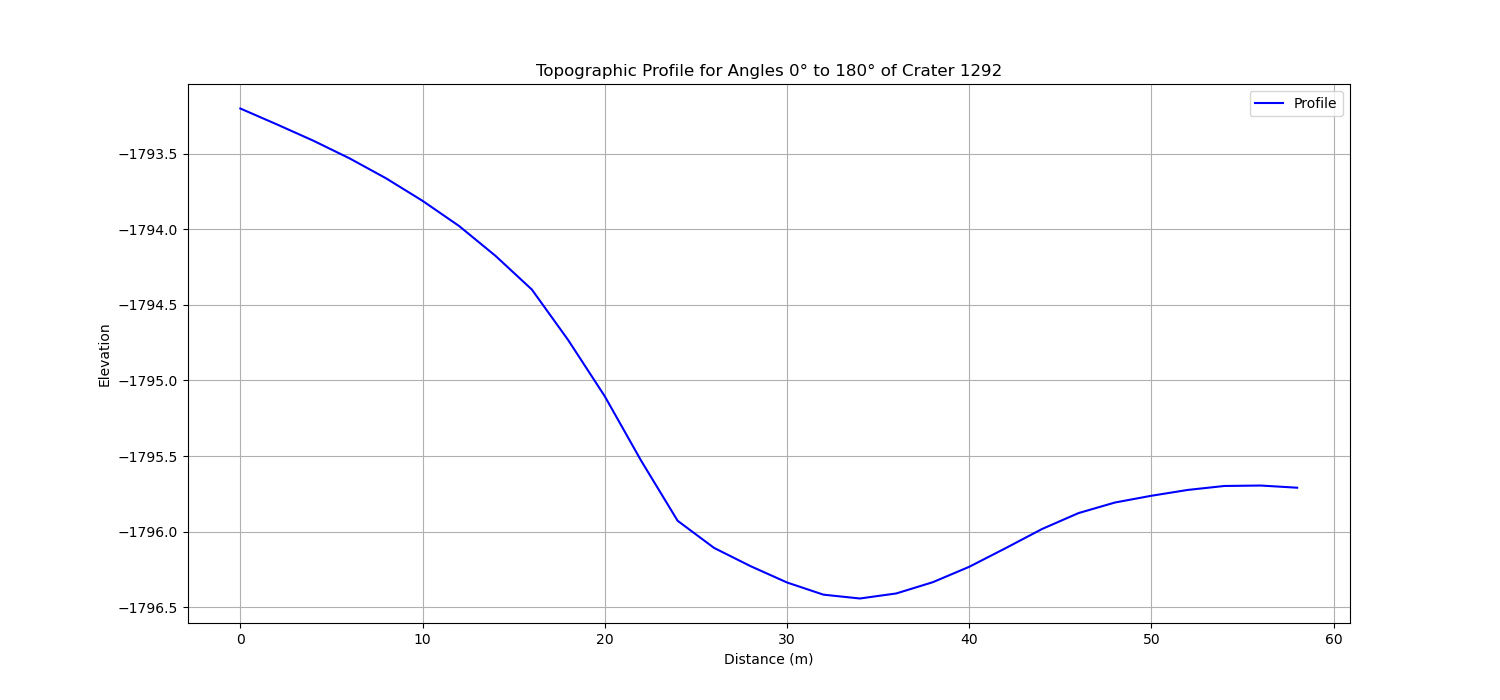 Topographic Profile for Angles 0° to 180° of Crater 1292
Profile
−1793.5
−1794.0
−1794.5
−1795.0
−1795.5
−1796.0
−1796.5
Elevation
0 10 20 30 40 50 60
Distance (m)